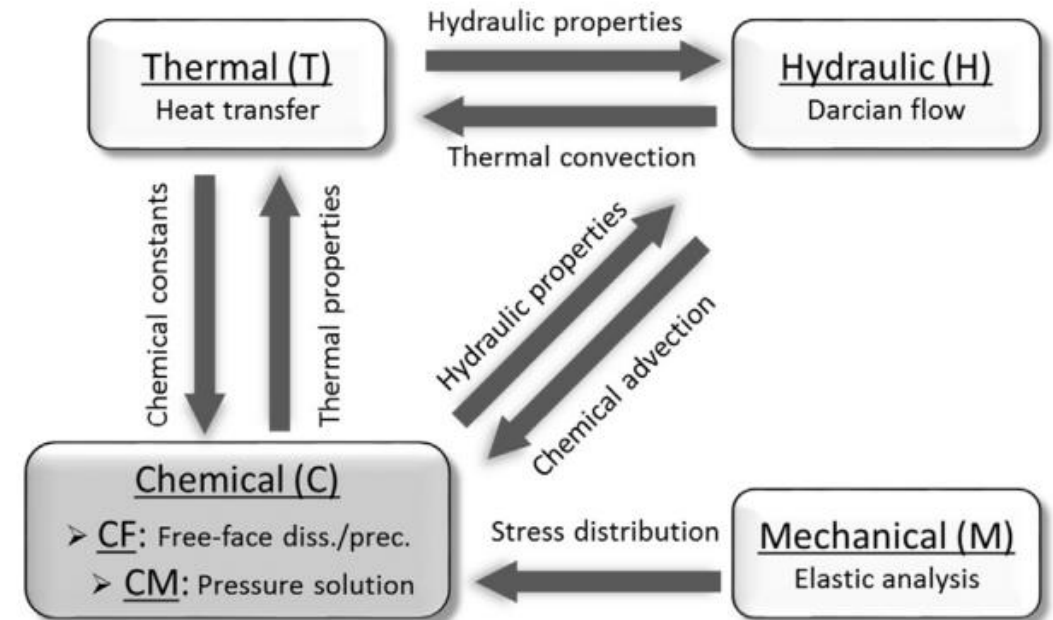 Hydraulic properties
Thermal (T)
Heat transfer
Hydraulic (H)
Darcian flow
Thermal convection
Chemical constants
Thermal properties
Hydraulic properties
Chemical advection
Chemical (C)
➢ CF: Free-face diss./prec.
➢ CM: Pressure solution
Stress distribution
Mechanical (M)
Elastic analysis